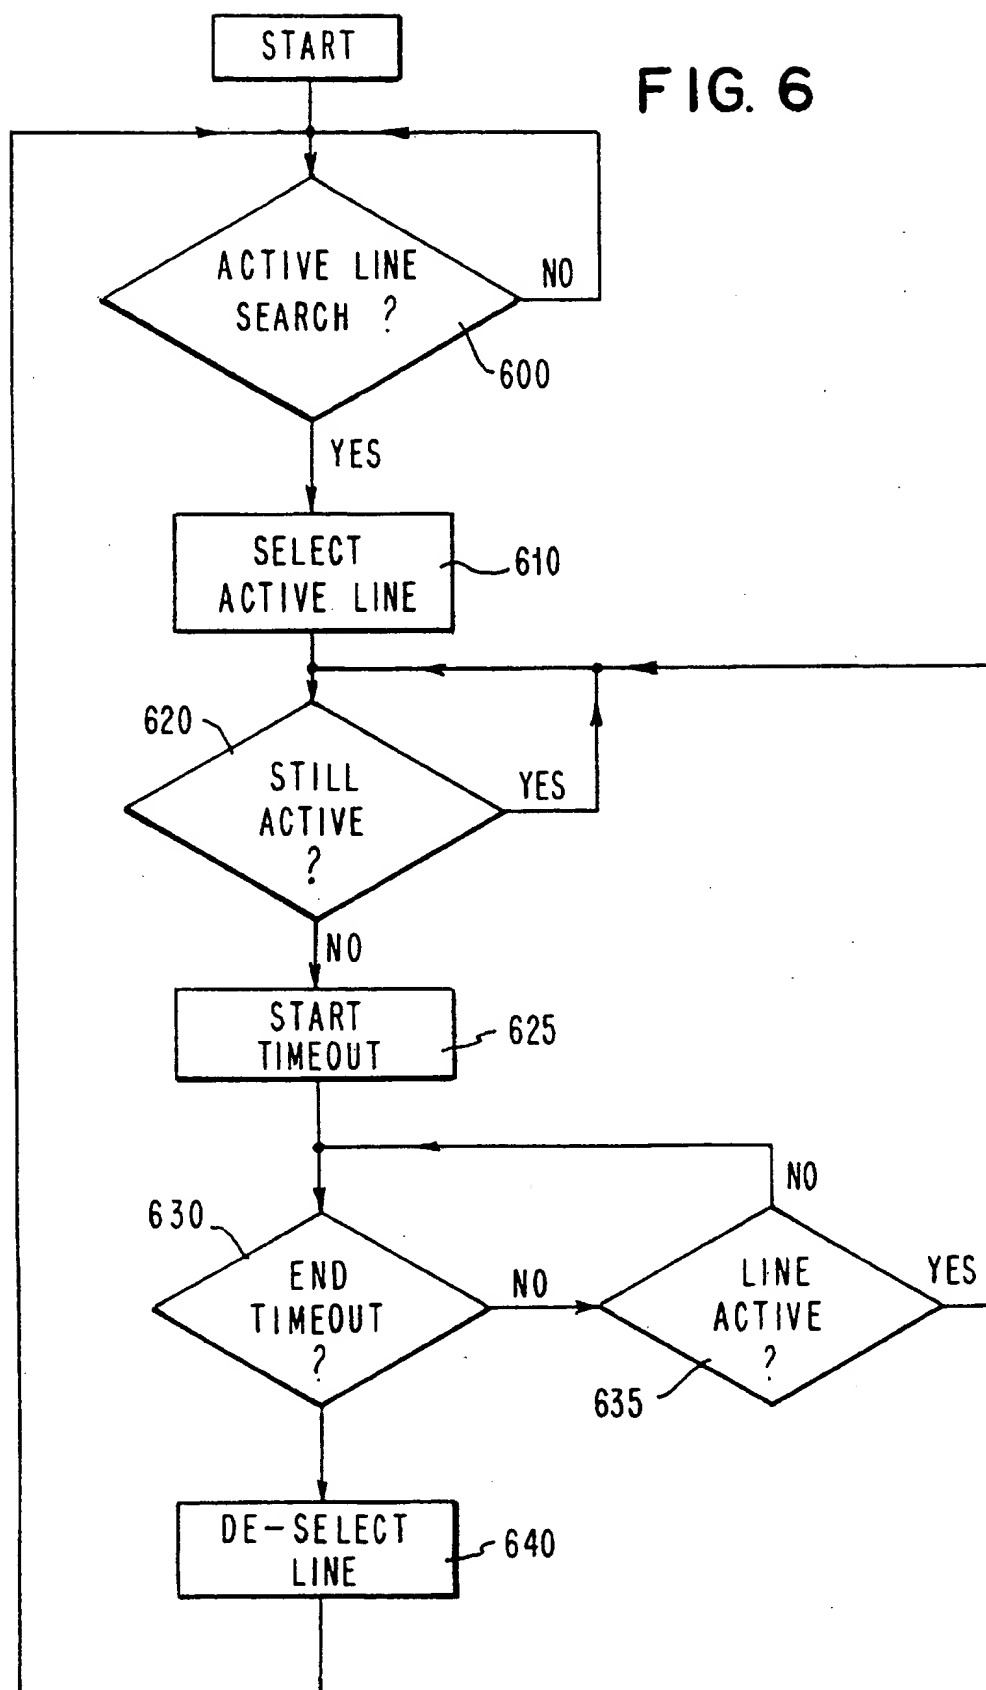 START
FIG. 6
ACTIVE LINE
SEARCH ?
NO
600
YES
SELECT
ACTIVE LINE
610
620
STILL
ACTIVE
?
YES
NO
START
TIMEOUT
625
630
END
TIMEOUT
?
NO
LINE
ACTIVE
?
NO
YES
635
DE-SELECT
LINE
640